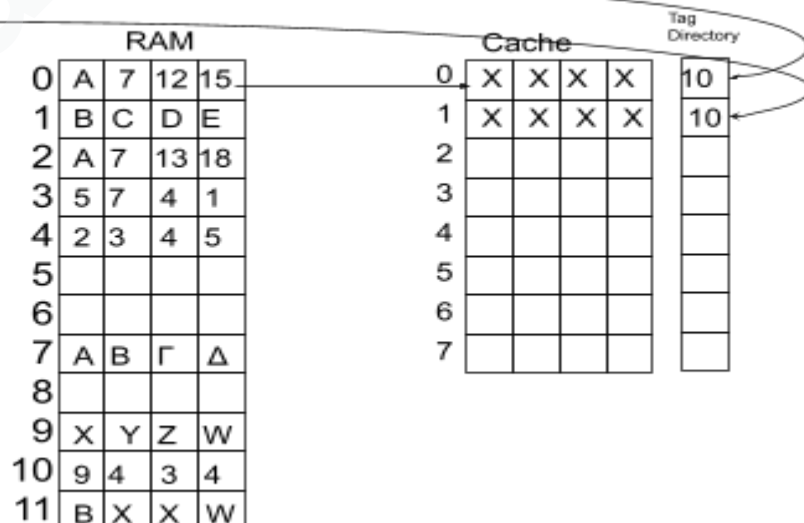 RAM Cache Tag Directory
0 A 7 12 15 0 X X X X 10
1 B C D E 1 X X X X 10
2 A 7 13 18 2
3 5 7 4 1 3
4 2 3 4 5 4
5 5
6 6
7 Α Β Γ Δ 7
8
9 X Y Z W
10 9 4 3 4
11 B X X W